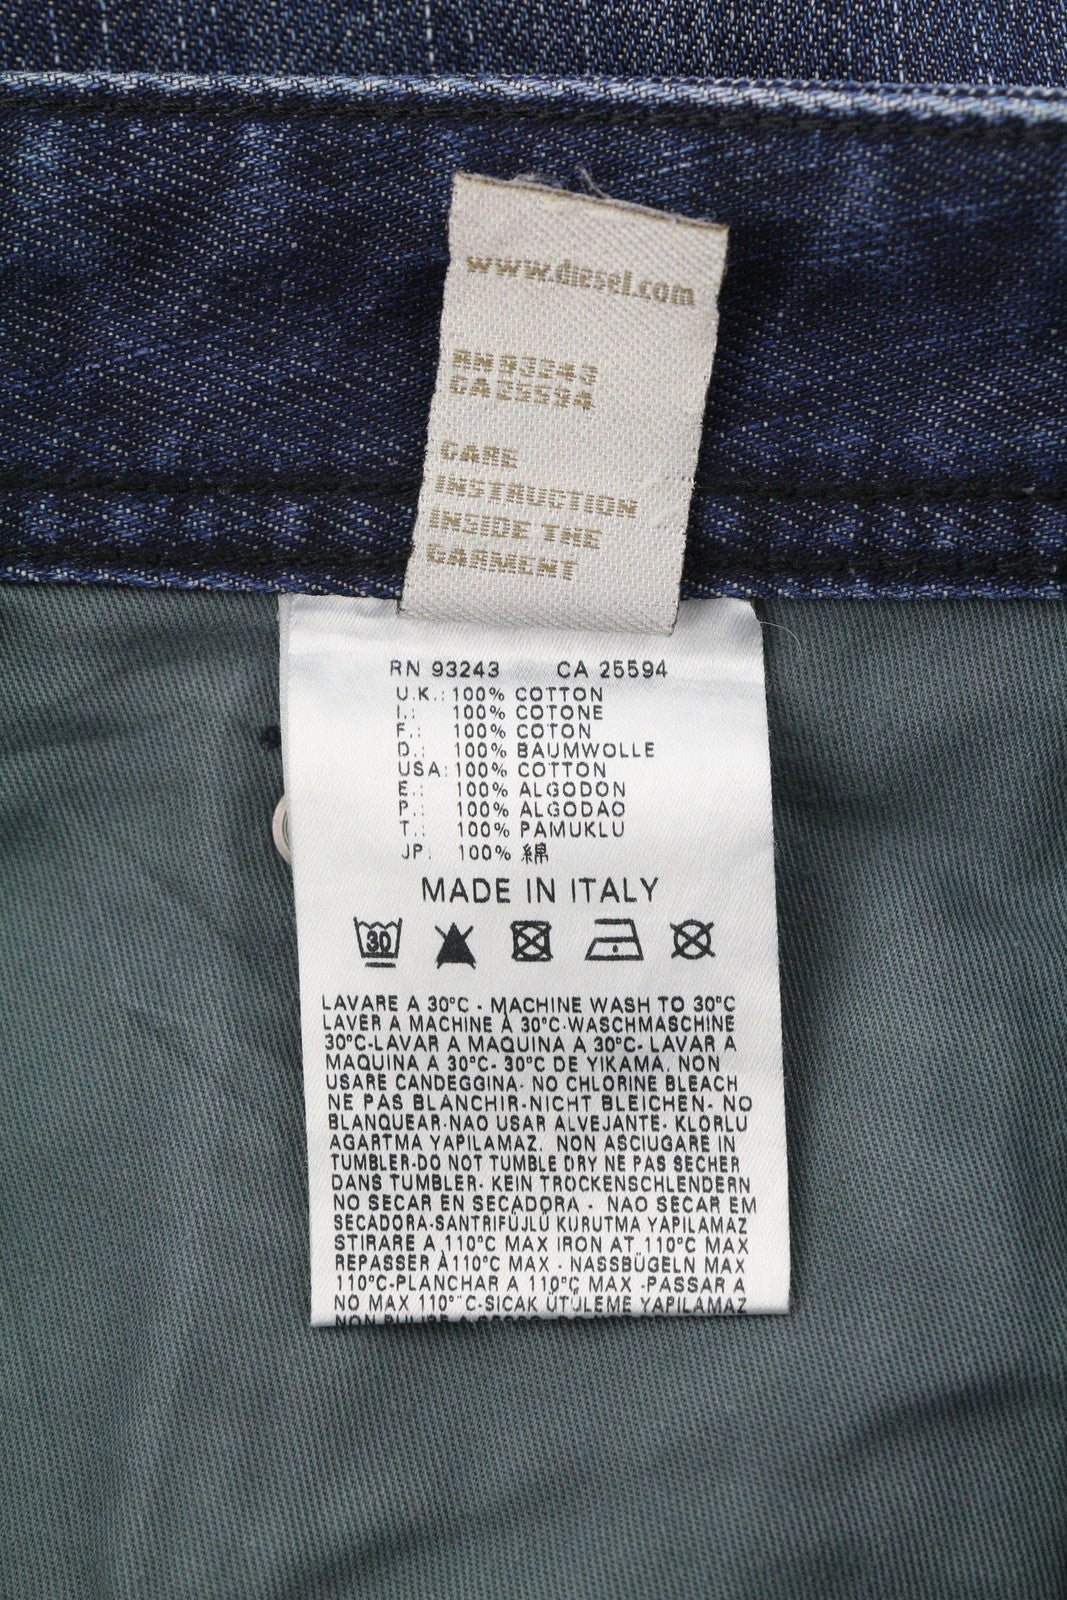 www.diesel.com
RN 93243
CA 25594
CARE
INSTRUCTION
INSIDE THE
GARMENT
RN 93243 CA 25594
U.K.: 100% COTTON
I.: 100% COTONE
F.: 100% COTON
D.: 100% BAUMWOLLE
USA: 100% COTTON
E.: 100% ALGODON
P.: 100% ALGODAO
T.: 100% PAMUKLU
JP. 100% 綿
MADE IN ITALY
30
LAVARE A 30°C - MACHINE WASH TO 30°C
LAVER A MACHINE À 30°C-WASCHMASCHINE
30°C-LAVAR A MAQUINA A 30°C- LAVAR A
MAQUINA A 30°C- 30°C DE YIKAMA. NON
USARE CANDEGGINA- NO CHLORINE BLEACH
NE PAS BLANCHIR-NICHT BLEICHEN- NO
BLANQUEAR-NAO USAR ALVEJANTE- KLORLU
AGARTMA YAPILAMAZ. NON ASCIUGARE IN
TUMBLER-DO NOT TUMBLE DRY NE PAS SECHER
DANS TUMBLER- KEIN TROCKENSCHLENDERN
NO SECAR EN SECADORA - NAO SECAR EM
SECADORA-SANTRIFÜJLÜ KURUTMA YAPILAMAZ
STIRARE A 110°C MAX IRON AT 110°C MAX
REPASSER À110°C MAX - NASSBÜGELN MAX
110°C-PLANCHAR A 110°C MAX -PASSAR A
NO MAX 110°C-SICAK ÜTÜLEME YAPILAMAZ
NON PULIRE A SECCO